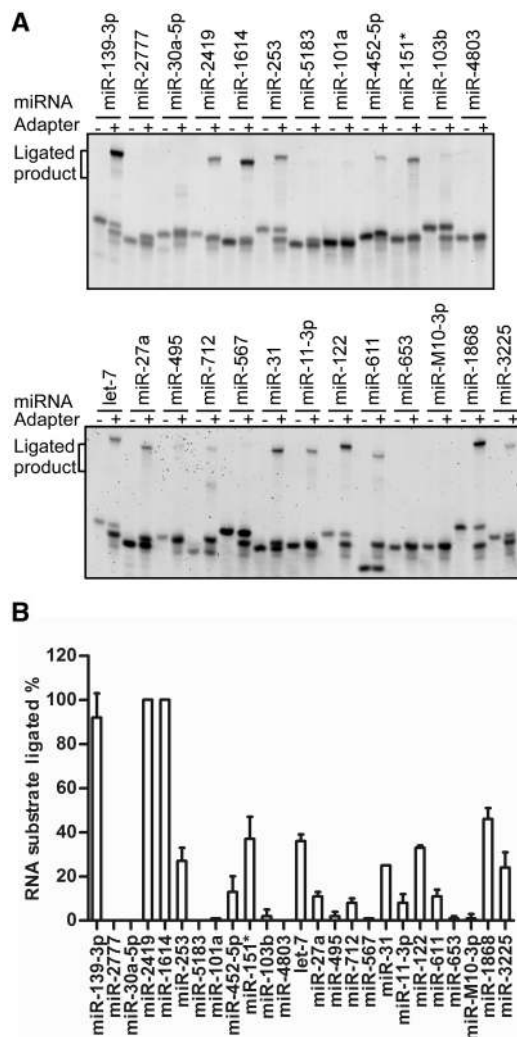 A
miR-139-3p
miR-2777
miR-30a-5p
miR-2419
miR-1614
miR-253
miR-5183
miR-101a
miR-452-5p
miR-151*
miR-103b
miR-4803
miRNA
Adapter - + - + - + - + - + - + - + - + - + - + - + - +
Ligated
product
let-7
miR-27a
miR-495
miR-712
miR-567
miR-31
miR-11-3p
miR-122
miR-611
miR-653
miR-M10-3p
miR-1868
miR-3225
miRNA
Adapter - + - + - + - + - + - + - + - + - + - + - + - + - +
Ligated
product
B
RNA substrate ligated %
120
100
80
60
40
20
0
miR-139-3p
miR-2777
miR-30a-5p
miR-2419
miR-1614
miR-253
miR-5183
miR-101a
miR-452-5p
miR-151*
miR-103b
miR-4803
let-7
miR-27a
miR-495
miR-712
miR-567
miR-31
miR-11-3p
miR-122
miR-611
miR-653
miR-M10-3p
miR-1868
miR-3225